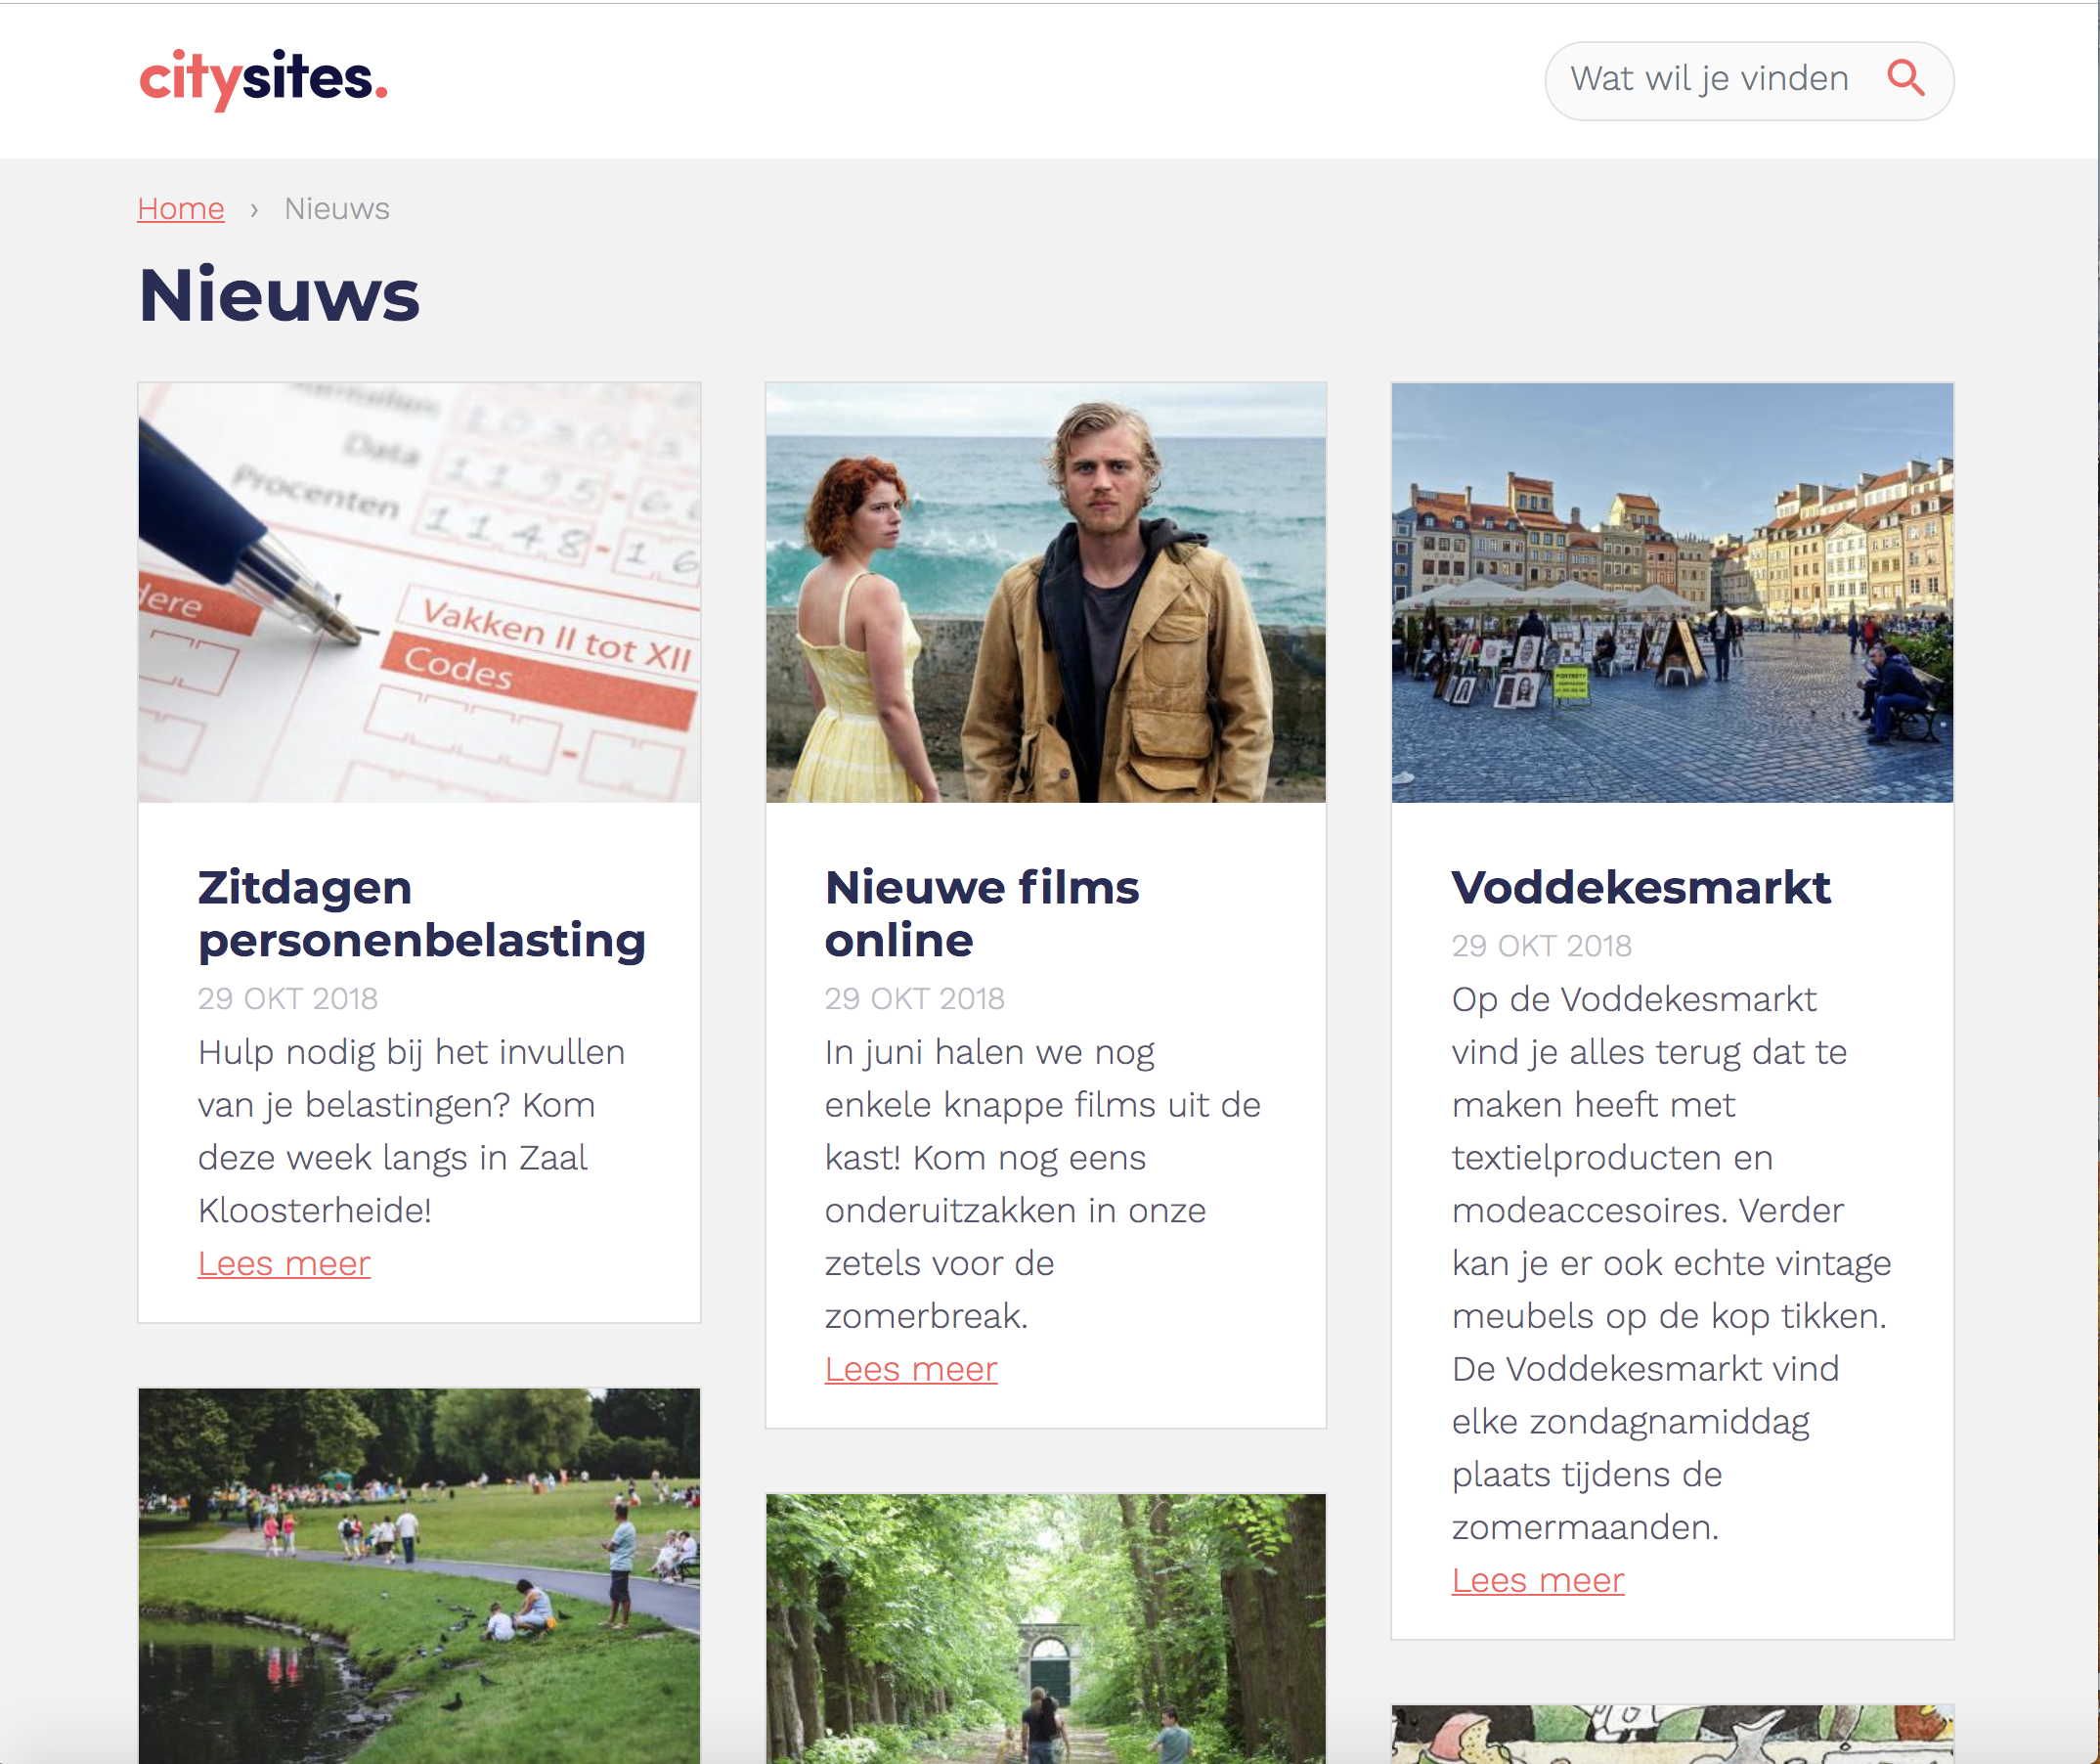 citysites.
Wat wil je vinden
Home › Nieuws
Nieuws
Data
Procenten
1195-66
1148-16
dere
Vakken II tot XII
Codes
PORTRETY
Zitdagen
personenbelasting
29 OKT 2018
Hulp nodig bij het invullen
van je belastingen? Kom
deze week langs in Zaal
Kloosterheide!
Lees meer
Nieuwe films
online
29 OKT 2018
In juni halen we nog
enkele knappe films uit de
kast! Kom nog eens
onderuitzakken in onze
zetels voor de
zomerbreak.
Lees meer
Voddekesmarkt
29 OKT 2018
Op de Voddekesmarkt
vind je alles terug dat te
maken heeft met
textielproducten en
modeaccesoires. Verder
kan je er ook echte vintage
meubels op de kop tikken.
De Voddekesmarkt vind
elke zondagnamiddag
plaats tijdens de
zomermaanden.
Lees meer